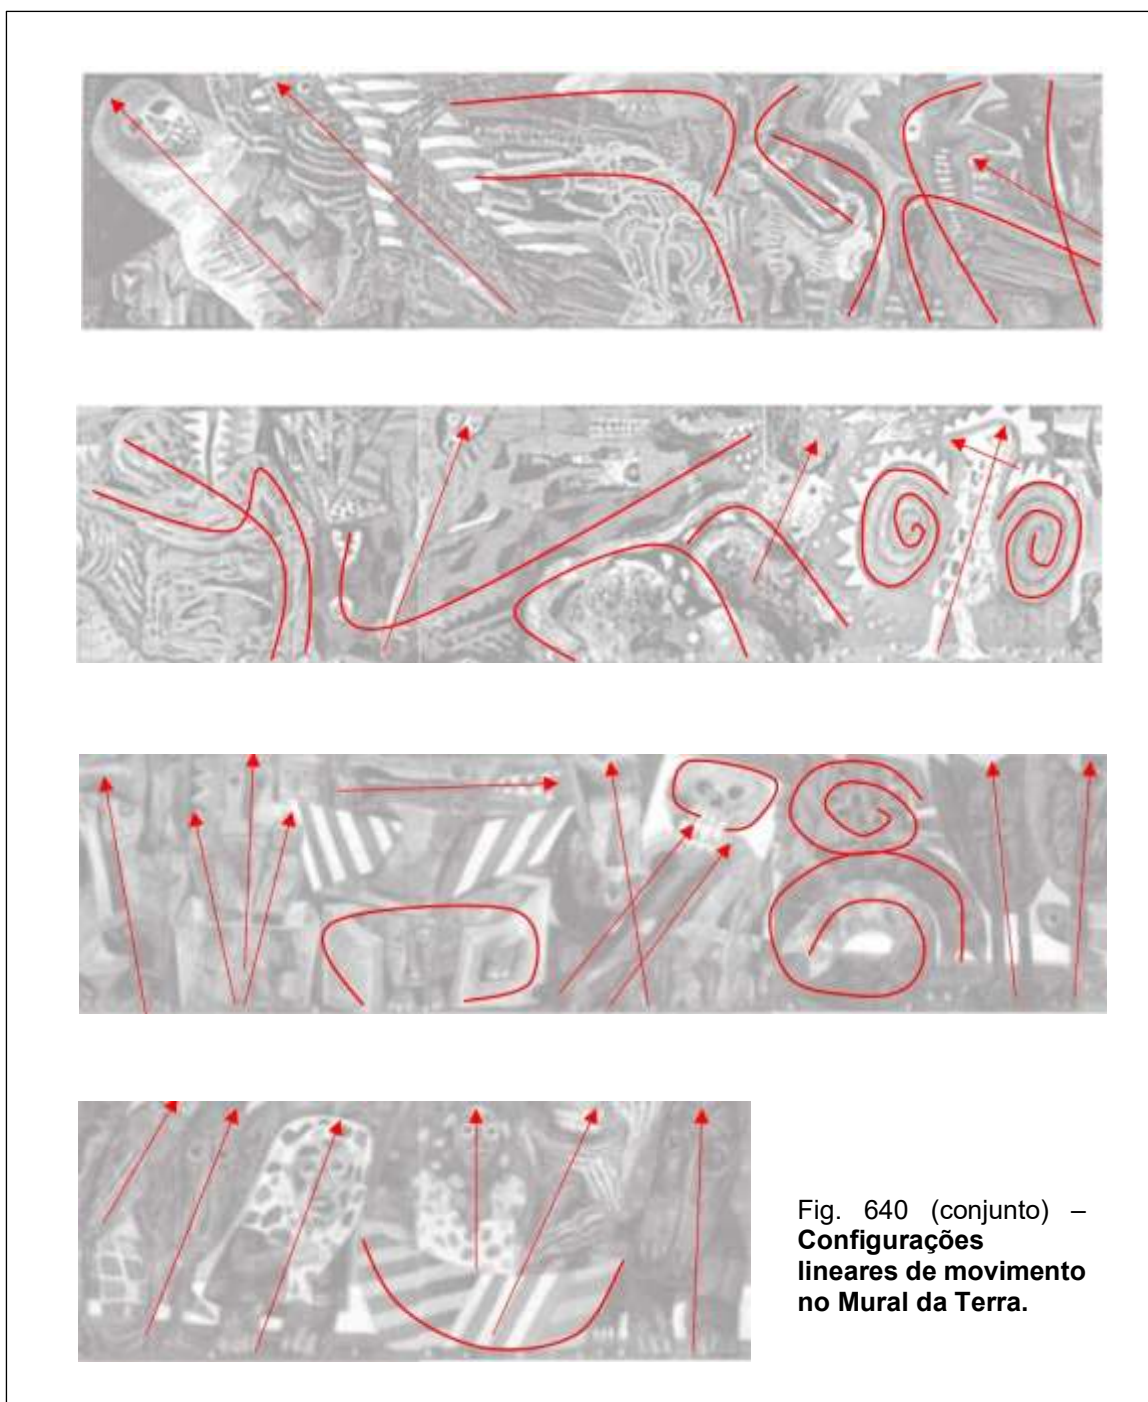 Fig. 640 (conjunto) –
Configurações
lineares de movimento
no Mural da Terra.